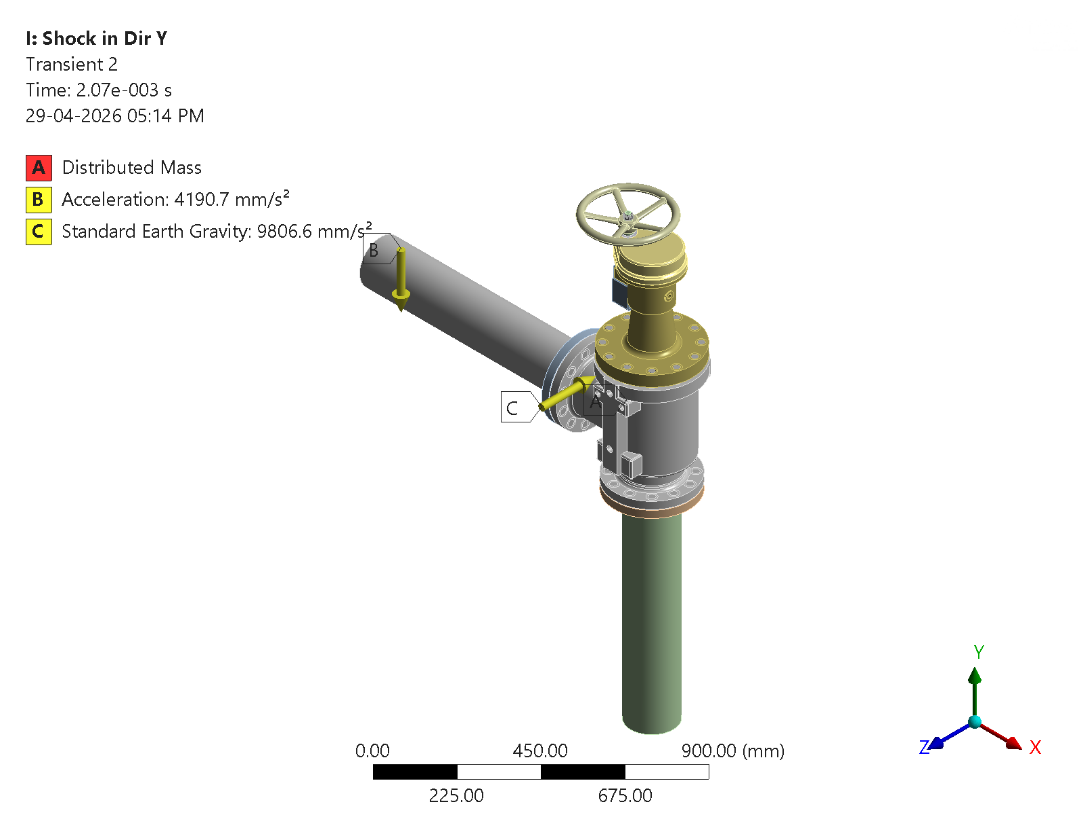 I: Shock in Dir Y
Transient 2
Time: 2.07e-003 s
29-04-2026 05:14 PM
A Distributed Mass
B Acceleration: 4190.7 mm/s²
C Standard Earth Gravity: 9806.6 mm/s²
B
C
A
Y
Z
X
0.00 450.00 900.00 (mm)
225.00 675.00